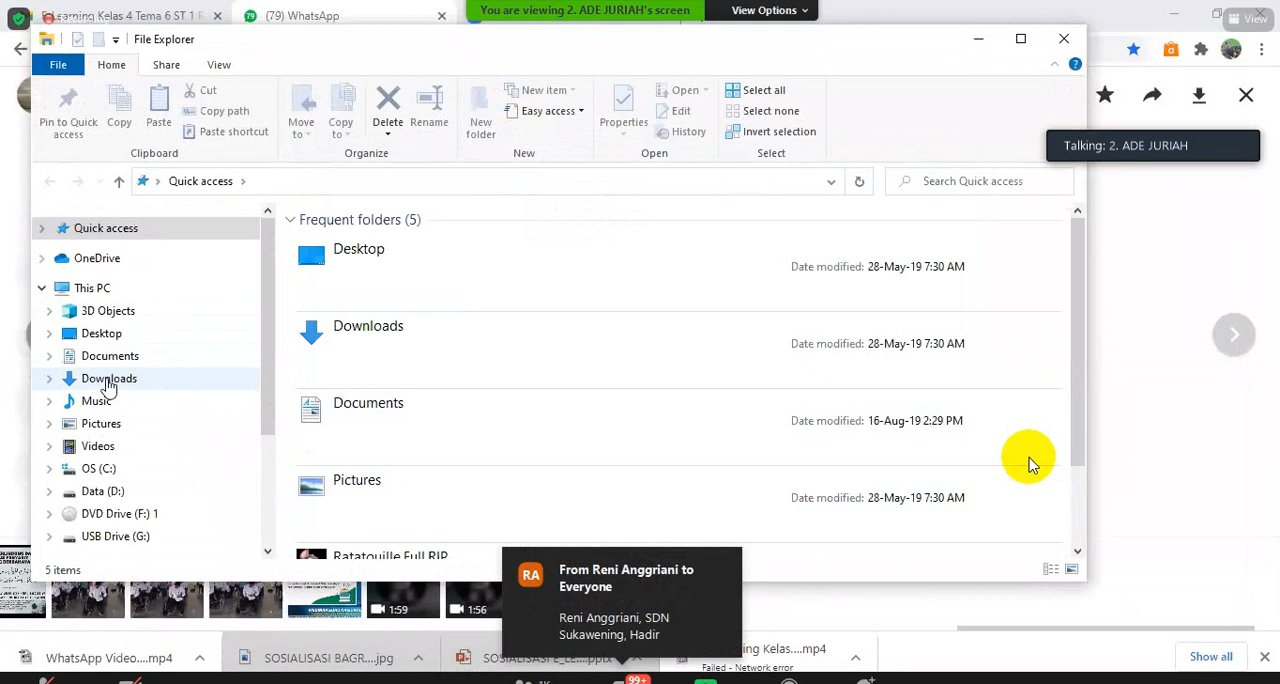 E-Learning Kelas 4 Tema 6 ST 1 F
(79) WhatsApp
You are viewing 2. ADE JURIAH's screen
View Options
View
File Explorer
File
Home
Share
View
Pin to Quick access
Copy
Paste
Cut
Copy path
Paste shortcut
Clipboard
Move to
Copy to
Delete
Rename
Organize
New folder
New item
Easy access
New
Properties
Open
Edit
History
Open
Select all
Select none
Invert selection
Select
Talking: 2. ADE JURIAH
Quick access
Search Quick access
Quick access
OneDrive
This PC
3D Objects
Desktop
Documents
Downloads
Music
Pictures
Videos
OS (C:)
Data (D:)
DVD Drive (F:) 1
USB Drive (G:)
Frequent folders (5)
Desktop
Date modified: 28-May-19 7:30 AM
Downloads
Date modified: 28-May-19 7:30 AM
Documents
Date modified: 16-Aug-19 2:29 PM
Pictures
Date modified: 28-May-19 7:30 AM
Ratatouille Full RIP
5 items
RA
From Reni Anggriani to
Everyone
Reni Anggriani, SDN
Sukawening, Hadir
1:59
1:56
WhatsApp Video....mp4
SOSIALISASI BAGR....jpg
SOSIALISASI E_LE....pptx
Kelas....mp4
Failed - Network error
Show all
1K
99+